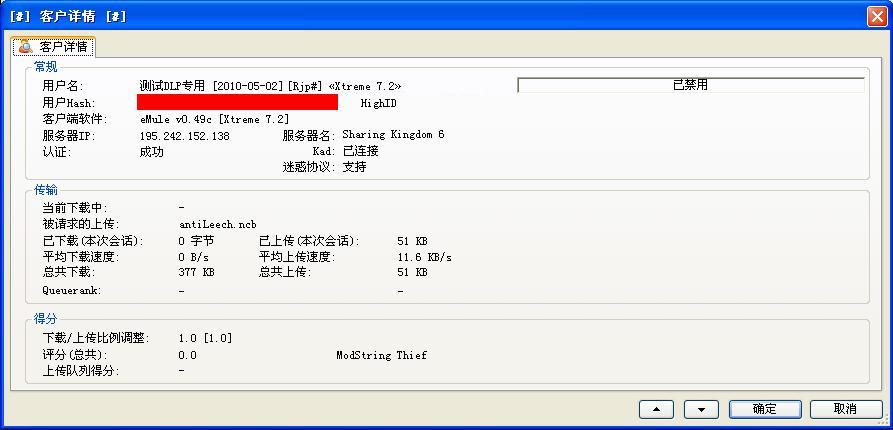 [#] 客户详情 [#]
客户详情
常规
用户名: 测试DLP专用 [2010-05-02][Rjp#] «Xtreme 7.2» 已禁用
用户Hash: HighID
客户端软件: eMule v0.49c [Xtreme 7.2]
服务器IP: 195.242.152.138 服务器名: Sharing Kingdom 6
认证: 成功 Kad: 已连接
迷惑协议: 支持
传输
当前下载中: -
被请求的上传: antiLeech.ncb
已下载(本次会话): 0 字节 已上传(本次会话): 51 KB
平均下载速度: 0 B/s 平均上传速度: 11.6 KB/s
总共下载: 377 KB 总共上传: 51 KB
Queuerank: - -
得分
下载/上传比例调整: 1.0 [1.0]
评分(总共): 0.0 ModString Thief
上传队列得分: -
确定 取消